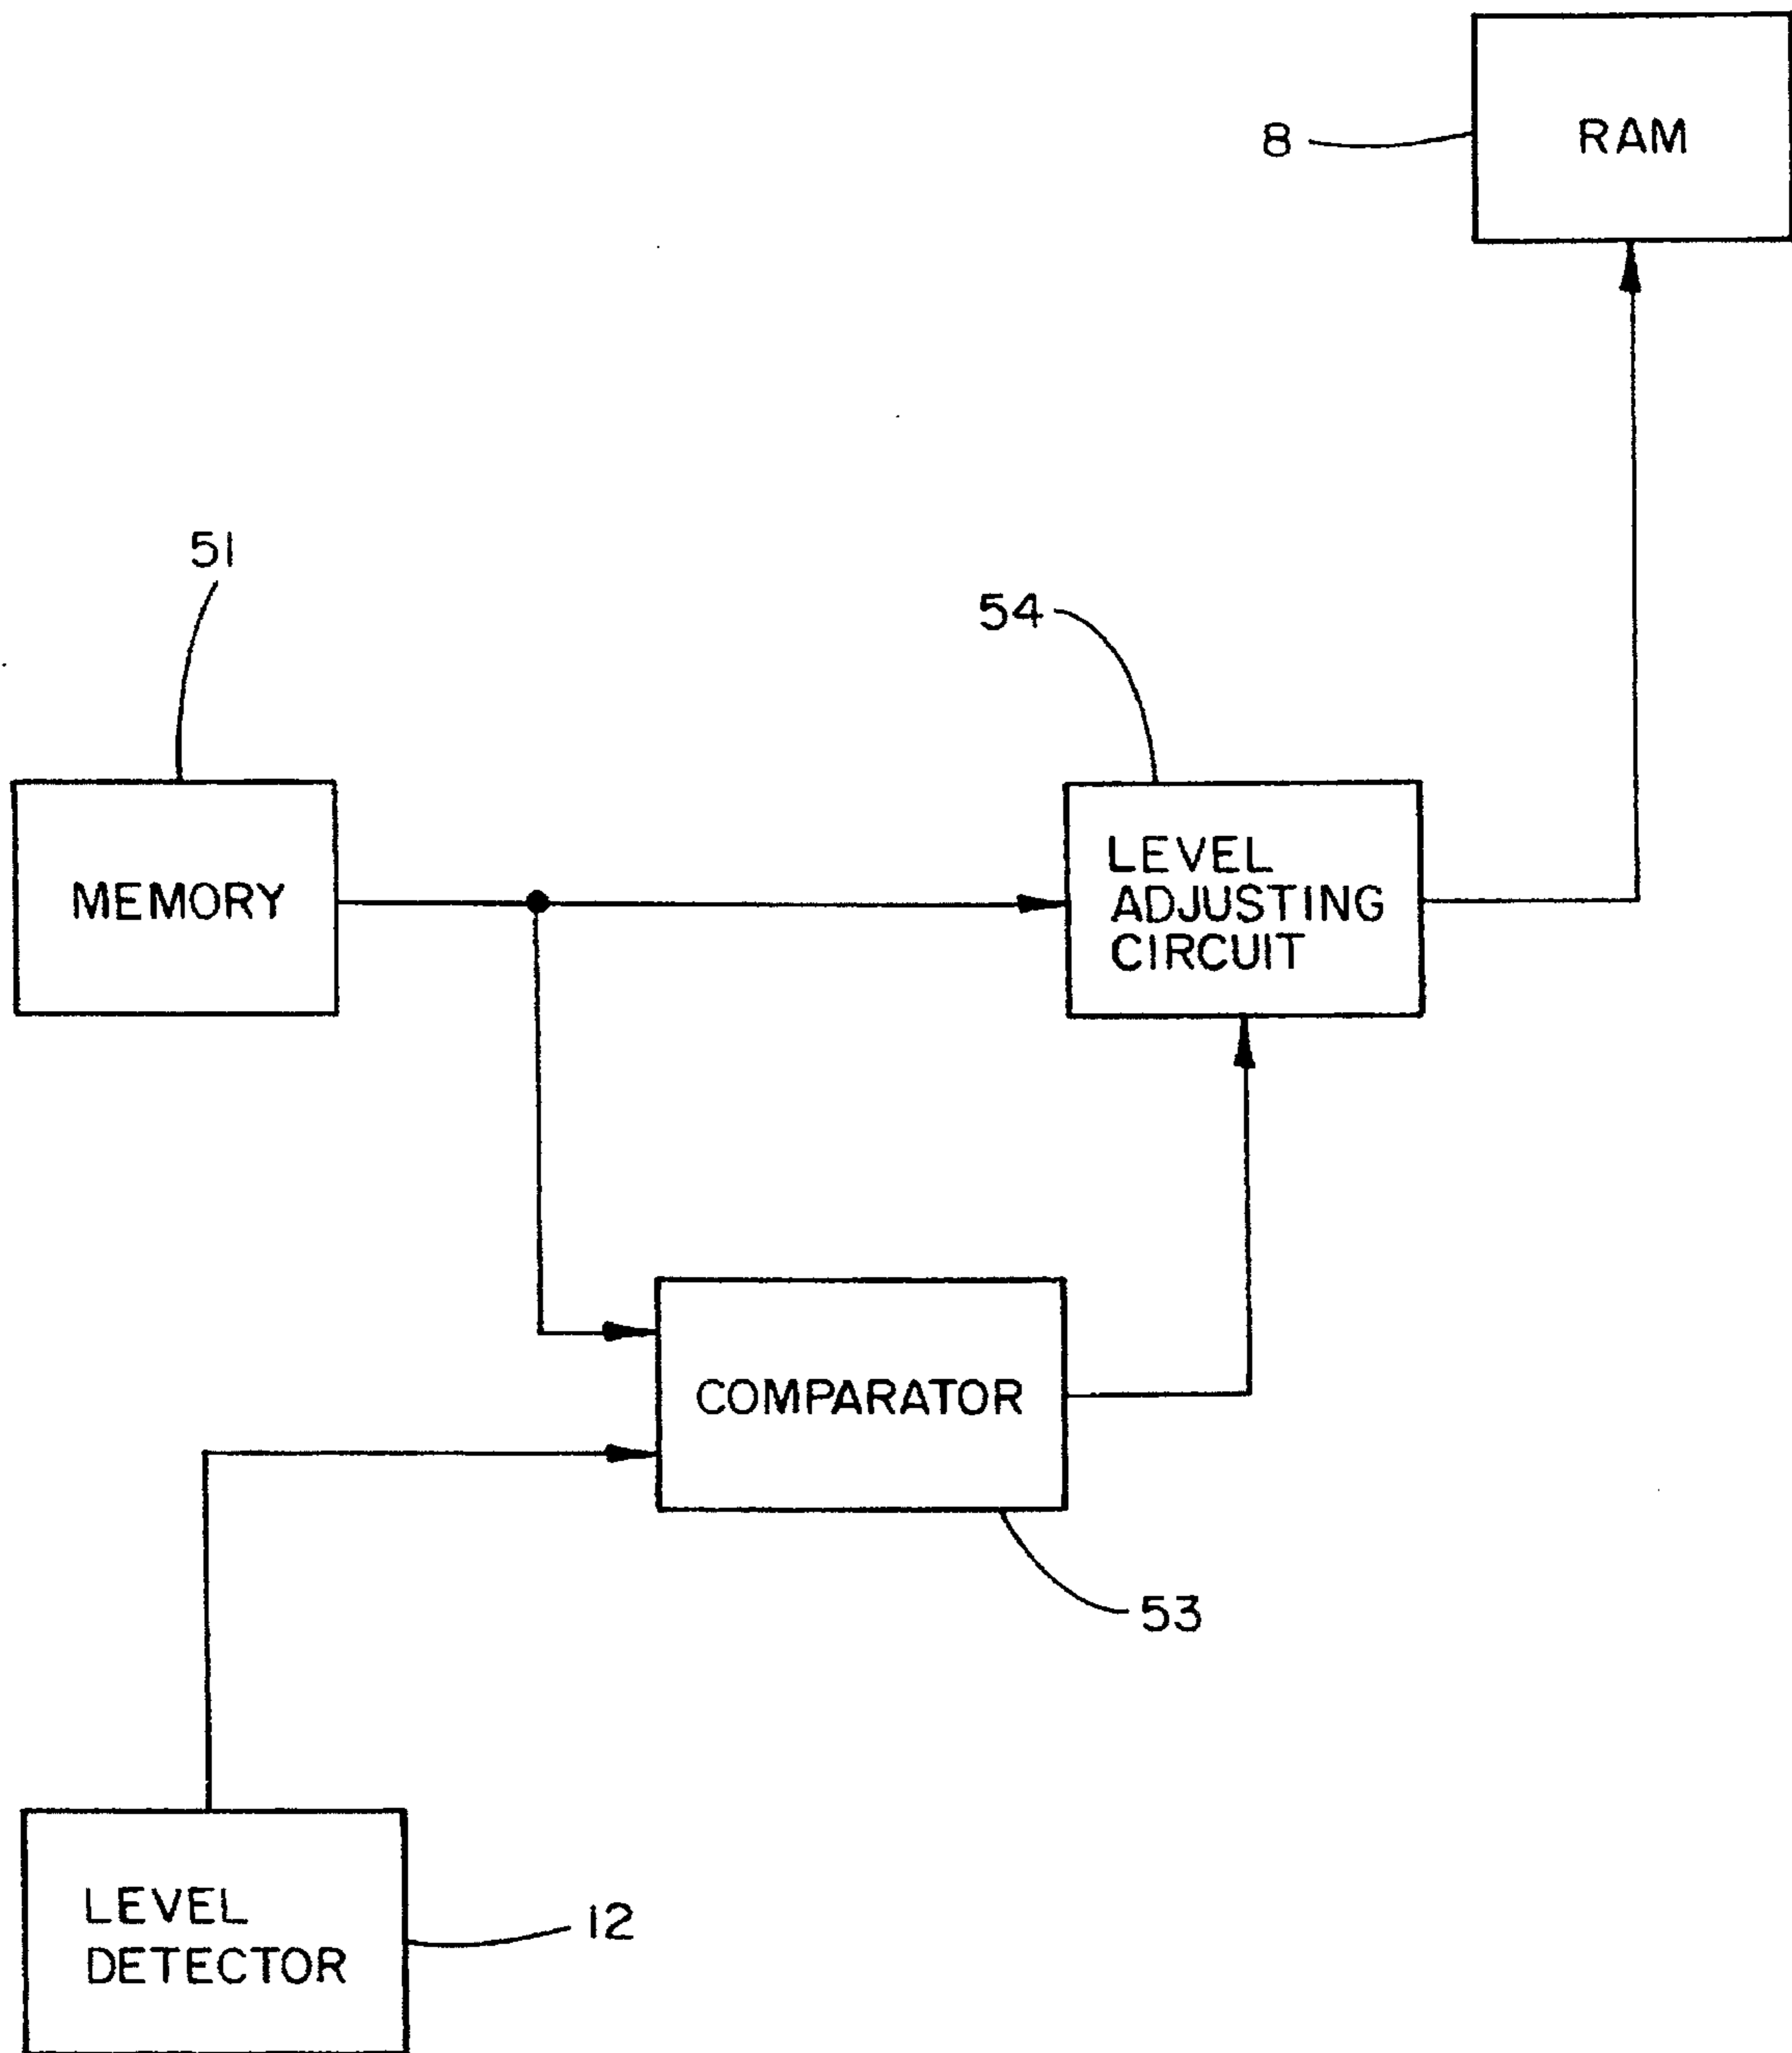 RAM
8
51
54
MEMORY
LEVEL
ADJUSTING
CIRCUIT
COMPARATOR
53
LEVEL
DETECTOR
12